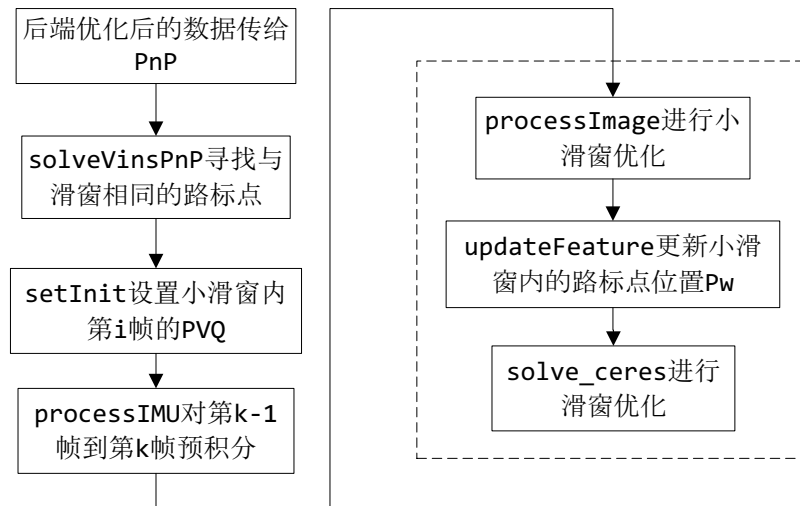 后端优化后的数据传给
PnP
solveVinsPnP寻找与
滑窗相同的路标点
setInit设置小滑窗内
第i帧的PVQ
processIMU对第k-1
帧到第k帧预积分
processImage进行小
滑窗优化
updateFeature更新小滑
窗内的路标点位置Pw
solve_ceres进行
滑窗优化